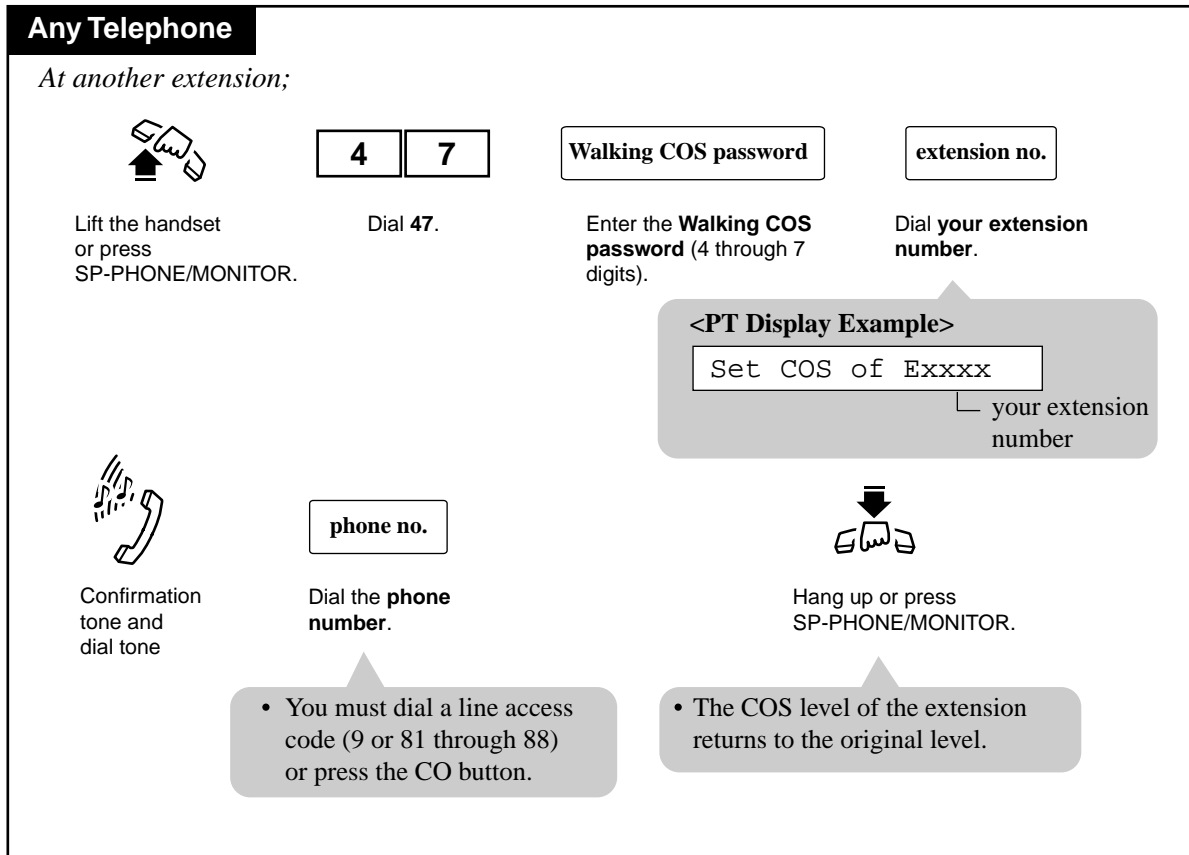 Any Telephone
At another extension;
4 7
Walking COS password
extension no.
Lift the handset
or press
SP-PHONE/MONITOR.
Dial 47.
Enter the Walking COS
password (4 through 7
digits).
Dial your extension
number.
<PT Display Example>
Set COS of Exxxx
your extension
number
phone no.
Confirmation
tone and
dial tone
Dial the phone
number.
Hang up or press
SP-PHONE/MONITOR.
• You must dial a line access
code (9 or 81 through 88)
or press the CO button.
• The COS level of the extension
returns to the original level.